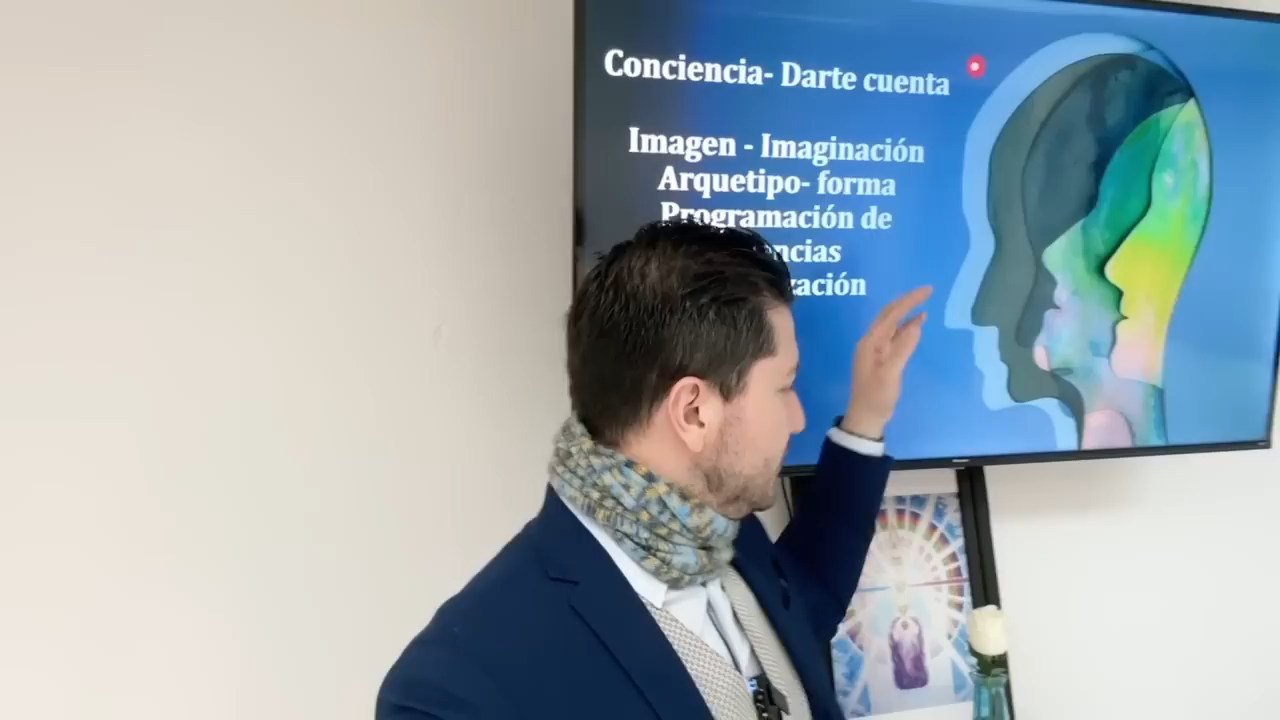 Conciencia- Darte cuenta
Imagen - Imaginación
Arquetipo- forma
Programación de